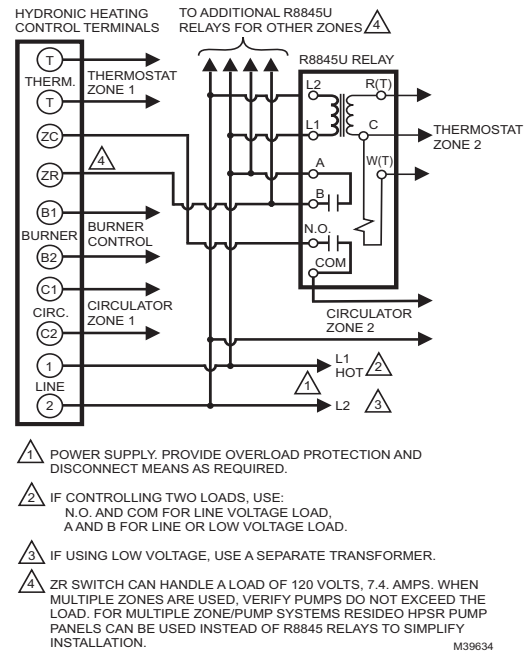 HYDRONIC HEATING
CONTROL TERMINALS
TO ADDITIONAL R8845U
RELAYS FOR OTHER ZONES 4
R8845U RELAY
T
THERM.
T
THERMOSTAT
ZONE 1
ZC
ZR
4
B1
BURNER
B2
BURNER
CONTROL
C1
CIRC.
C2
CIRCULATOR
ZONE 1
1
LINE
2
L2
R(T)
L1
C
THERMOSTAT
ZONE 2
A
W(T)
B
N.O.
COM
CIRCULATOR
ZONE 2
L1
HOT 2
1
L2 3
1 POWER SUPPLY. PROVIDE OVERLOAD PROTECTION AND
DISCONNECT MEANS AS REQUIRED.
2 IF CONTROLLING TWO LOADS, USE:
N.O. AND COM FOR LINE VOLTAGE LOAD,
A AND B FOR LINE OR LOW VOLTAGE LOAD.
3 IF USING LOW VOLTAGE, USE A SEPARATE TRANSFORMER.
4 ZR SWITCH CAN HANDLE A LOAD OF 120 VOLTS, 7.4. AMPS. WHEN
MULTIPLE ZONES ARE USED, VERIFY PUMPS DO NOT EXCEED THE
LOAD. FOR MULTIPLE ZONE/PUMP SYSTEMS RESIDEO HPSR PUMP
PANELS CAN BE USED INSTEAD OF R8845 RELAYS TO SIMPLIFY
INSTALLATION.
M39634